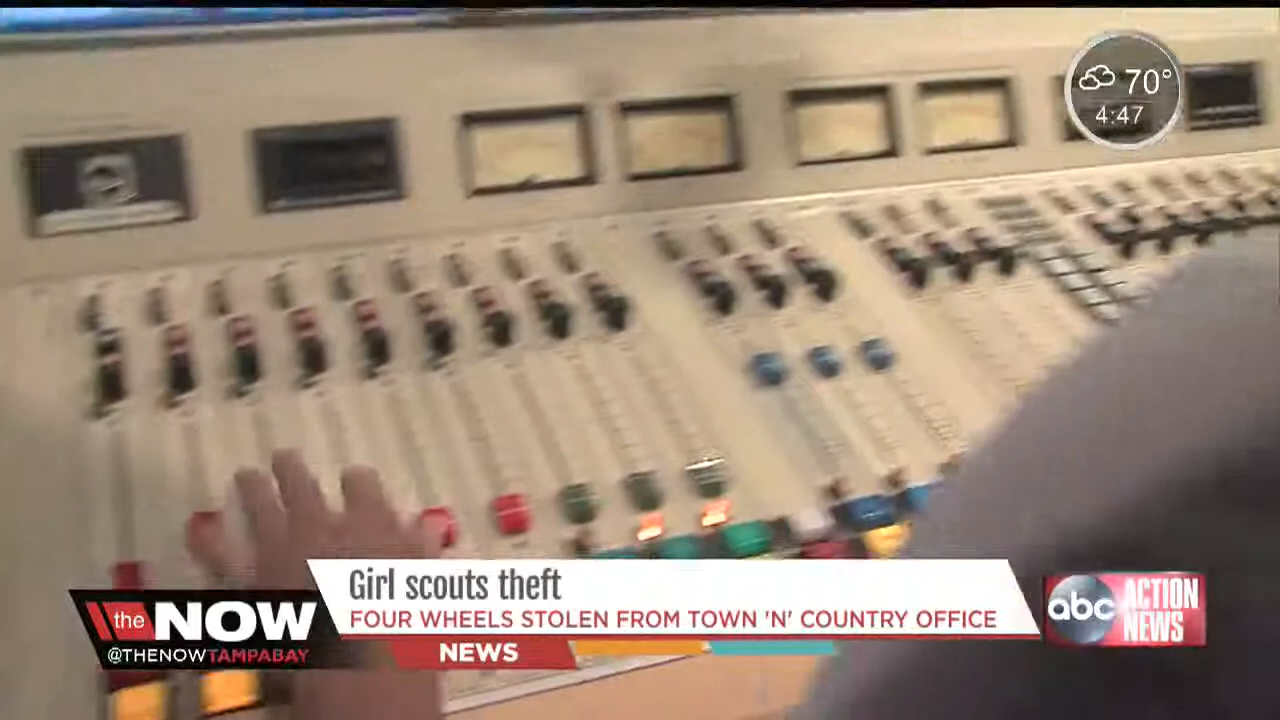 70°
4:47
Girl scouts theft
FOUR WHEELS STOLEN FROM TOWN 'N' COUNTRY OFFICE
the NOW
@THENOWTAMPABAY
NEWS
abc ACTION NEWS